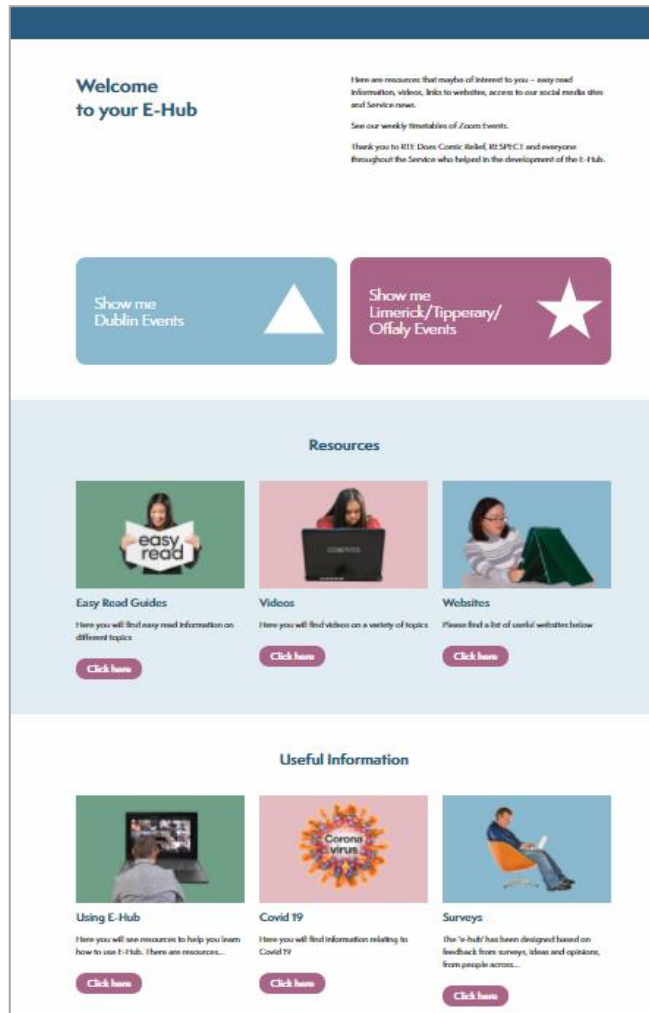 Welcome
to your E-Hub
Here are resources that maybe of interest to you – easy read
information, videos, links to websites, access to our social media sites
and Service news.
See our weekly timetables of Zoom Events.
Thank you to RTE Does Comic Relief, RESPECT and everyone
throughout the Service who helped in the development of the E-Hub.
Show me
Dublin Events
Show me
Limerick/Tipperary/
Offaly Events
Resources
easy
read
COMPUTA
Easy Read Guides
Here you will find easy read information on
different topics
Click here
Videos
Here you will find videos on a variety of topics
Click here
Websites
Please find a list of useful websites below
Click here
Useful Information
Corona
virus
Using E-Hub
Here you will see resources to help you learn
how to use E-Hub. There are resources...
Click here
Covid 19
Here you will find information relating to
Covid 19
Click here
Surveys
The 'e-hub' has been designed based on
feedback from surveys, ideas and opinions,
from people across...
Click here